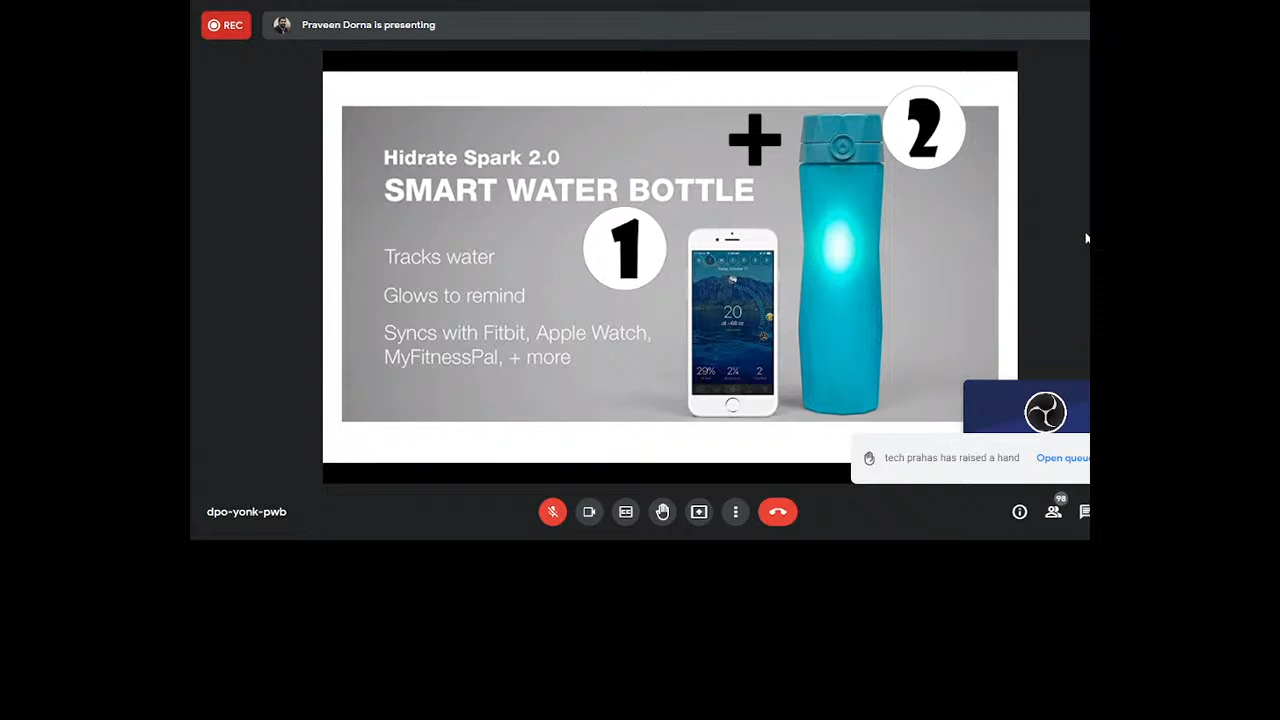 REC
Praveen Dorna is presenting
2
Hidrate Spark 2.0
SMART WATER BOTTLE
1
Tracks water
Glows to remind
Syncs with Fitbit, Apple Watch,
MyFitnessPal, + more
20
29%
2
tech prahas has raised a hand
Open queu
dpo-yonk-pwb
98